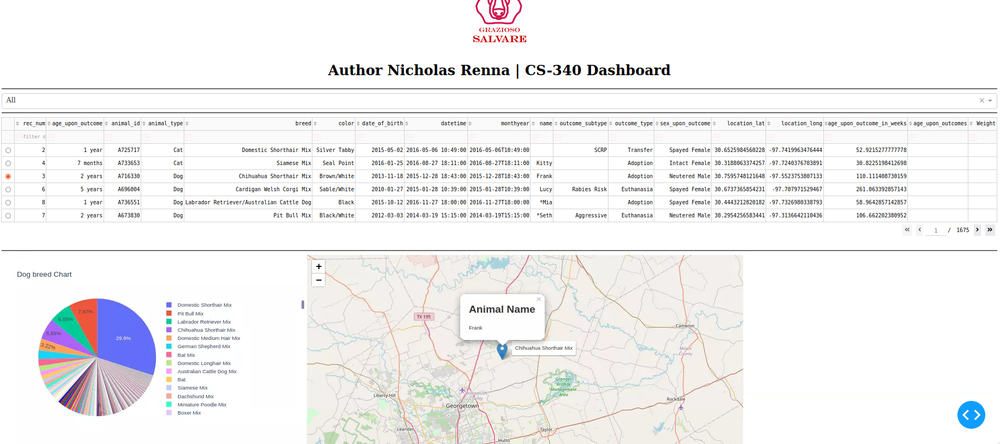 GRAZIOSO
SALVARE
Author Nicholas Renna | CS-340 Dashboard
All
rec_num age_upon_outcome animal_id animal_type breed color date_of_birth datetime monthyear name outcome_subtype outcome_type sex_upon_outcome location_lat location_long age_upon_outcome_in_weeks age_upon_outcomes Weight
filter d
2 1 year A725717 Cat Domestic Shorthair Mix Silver Tabby 2015-05-02 2016-05-06 10:49:00 2016-05-06T10:49:00 SCRP Transfer Spayed Female 30.6525984560228 -97.7419963476444 52.9215277777778
4 7 months A733653 Cat Siamese Mix Seal Point 2016-01-25 2016-08-27 18:11:00 2016-08-27T18:11:00 Kitty Adoption Intact Female 30.3188063374257 -97.7240376703891 30.8225198412698
3 2 years A716330 Dog Chihuahua Shorthair Mix Brown/White 2013-11-18 2015-12-28 18:43:00 2015-12-28T18:43:00 Frank Adoption Neutered Male 30.7595748121648 -97.5523753807133 110.111408730159
6 5 years A696004 Dog Cardigan Welsh Corgi Mix Sable/White 2010-01-27 2015-01-28 10:39:00 2015-01-28T10:39:00 Lucy Rabies Risk Euthanasia Spayed Female 30.6737365854231 -97.707971529467 261.063392857143
8 1 year A736551 Dog Labrador Retriever/Australian Cattle Dog Black 2015-10-12 2016-11-27 18:00:00 2016-11-27T18:00:00 *Mia Adoption Spayed Female 30.4443212820182 -97.7326980338793 58.9642857142857
7 2 years A673830 Dog Pit Bull Mix Black/White 2012-03-03 2014-03-19 15:15:00 2014-03-19T15:15:00 *Seth Aggressive Euthanasia Neutered Male 30.2954256583441 -97.3136642110436 106.662202380952
1 / 1675
Dog breed Chart
29.9%
7.97%
6.05%
5.85%
3.22%
Domestic Shorthair Mix
Pit Bull Mix
Labrador Retriever Mix
Chihuahua Shorthair Mix
Domestic Medium Hair Mix
German Shepherd Mix
Bat Mix
Domestic Longhair Mix
Australian Cattle Dog Mix
Bat
Siamese Mix
Dachshund Mix
Miniature Poodle Mix
Boxer Mix
+
−
TX 195
Animal Name
Frank
Chihuahua Shorthair Mix
Cameron
Milam
County
Granger
Wildlife
Management
Area
Liberty Hill
Williamson
County
Georgetown
Rockdale
Leander
Taylor
Hutto